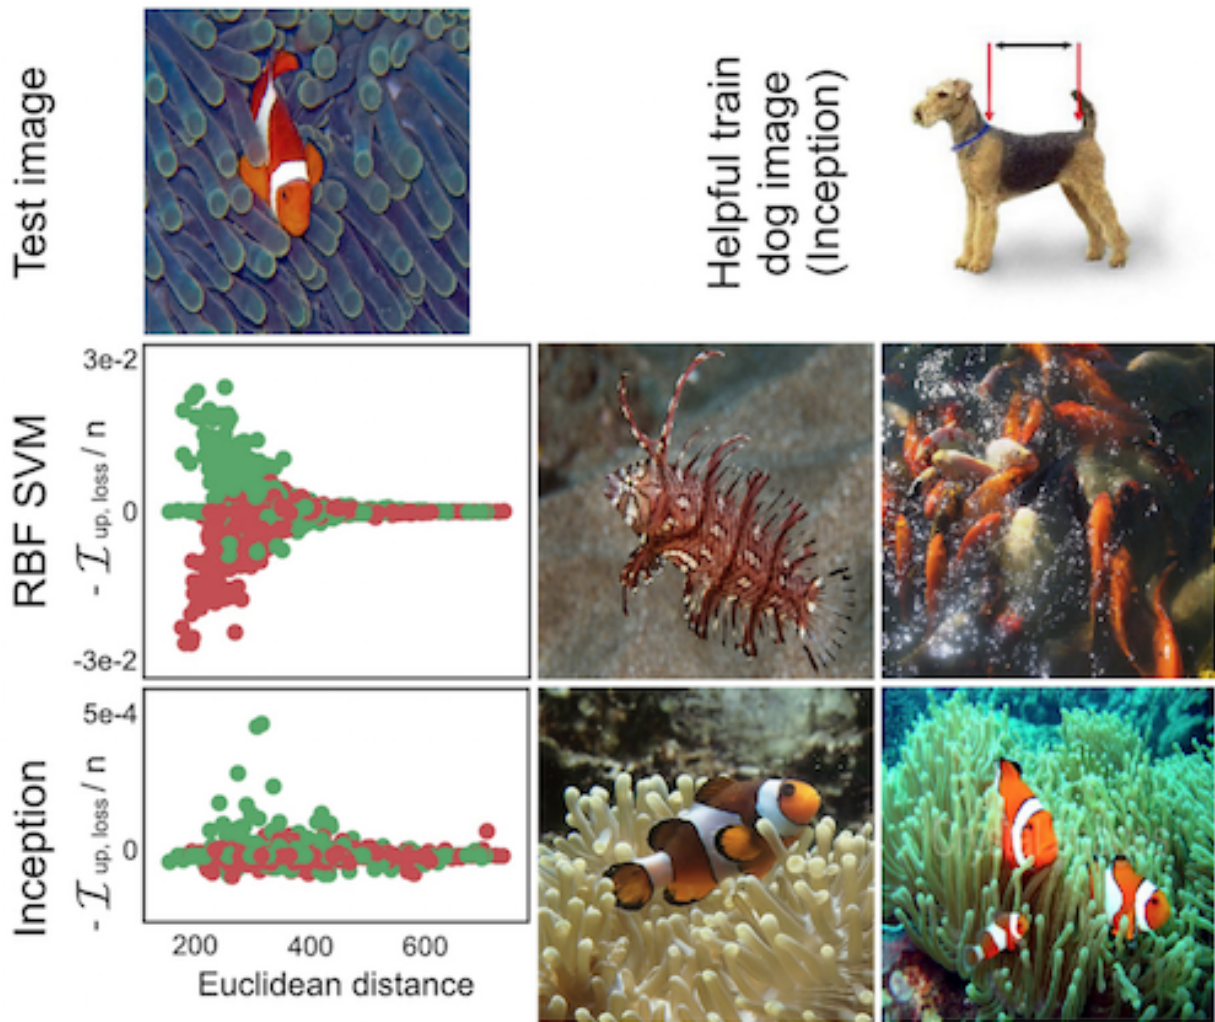 Test image
Helpful train
dog image
(Inception)
RBF SVM
- ℐ up, loss / n
3e-2
0
-3e-2
Inception
- ℐ up, loss / n
5e-4
0
200 400 600
Euclidean distance